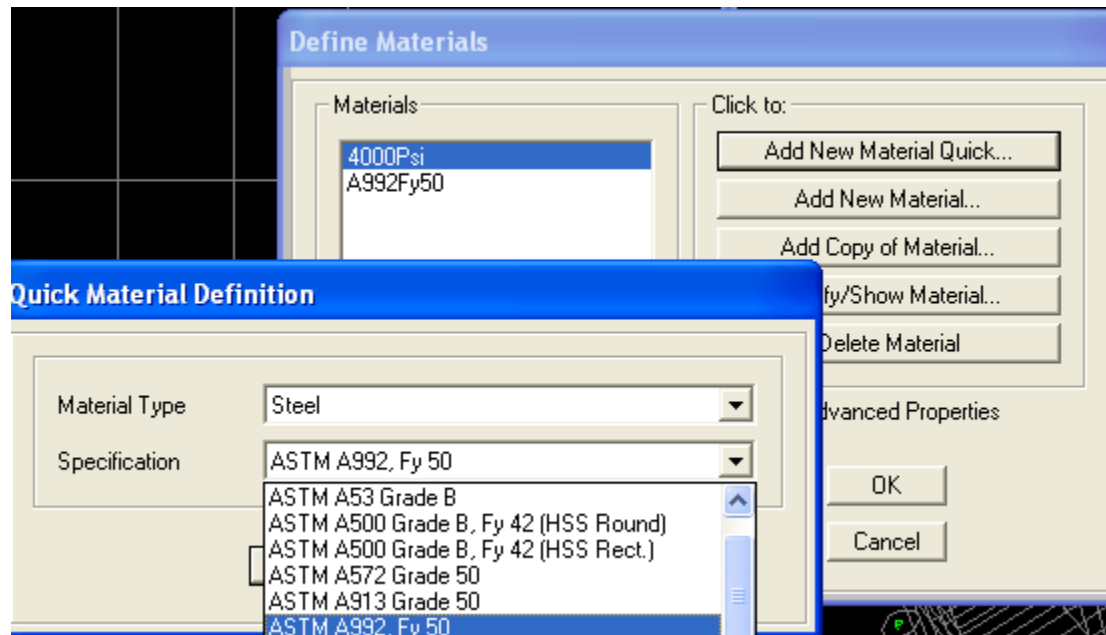 Define Materials
Materials
Click to:
4000Psi
A992Fy50
Add New Material Quick...
Add New Material...
Add Copy of Material...
fy/Show Material...
Delete Material
dvanced Properties
OK
Cancel
Quick Material Definition
Material Type
Steel
Specification
ASTM A992, Fy 50
ASTM A53 Grade B
ASTM A500 Grade B, Fy 42 (HSS Round)
ASTM A500 Grade B, Fy 42 (HSS Rect.)
ASTM A572 Grade 50
ASTM A913 Grade 50
ASTM A992, Fy 50